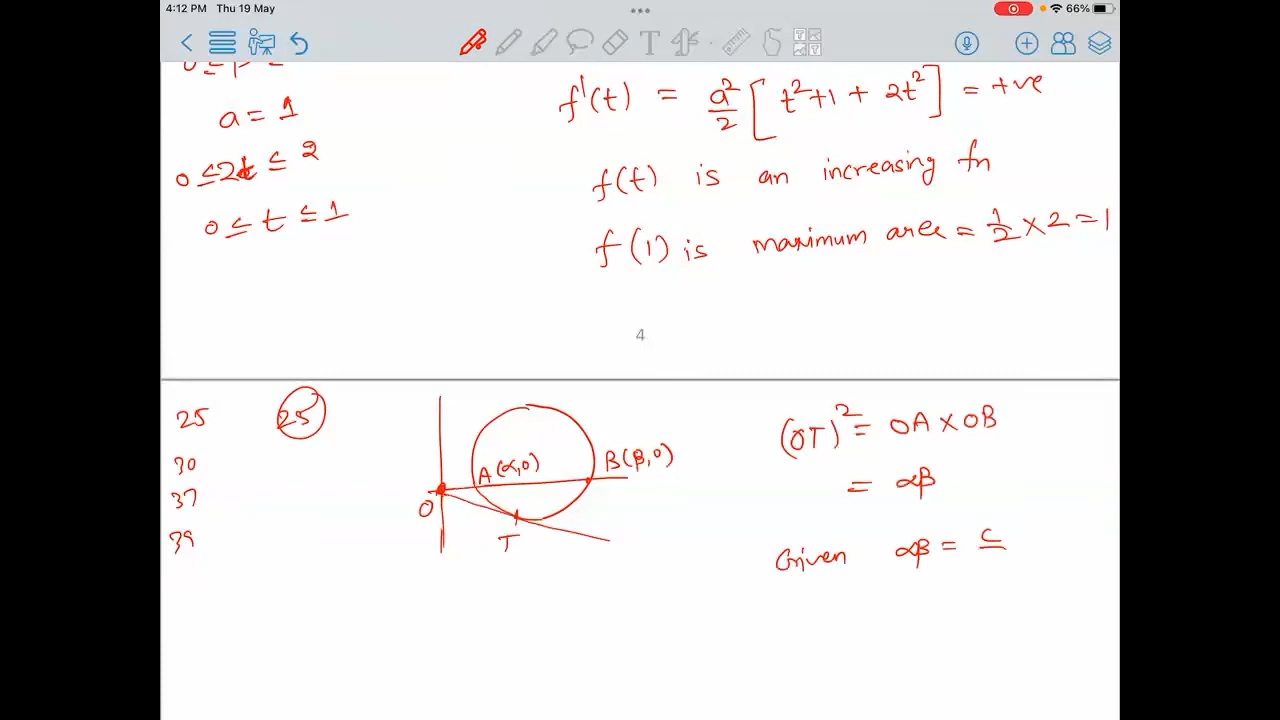 4:12 PM Thu 19 May
66%
T
a = 1
0 ≤ 2t ≤ 2
0 ≤ t ≤ 1
f'(t) = a²/2 [ t²+1 + 2t² ] = +ve
f(t) is an increasing fn
f(1) is maximum area = 1/2 × 2 = 1
4
25
30
37
39
25
A(α,0)
B(β,0)
O
T
(OT)² = OA × OB
= αβ
Given αβ = c